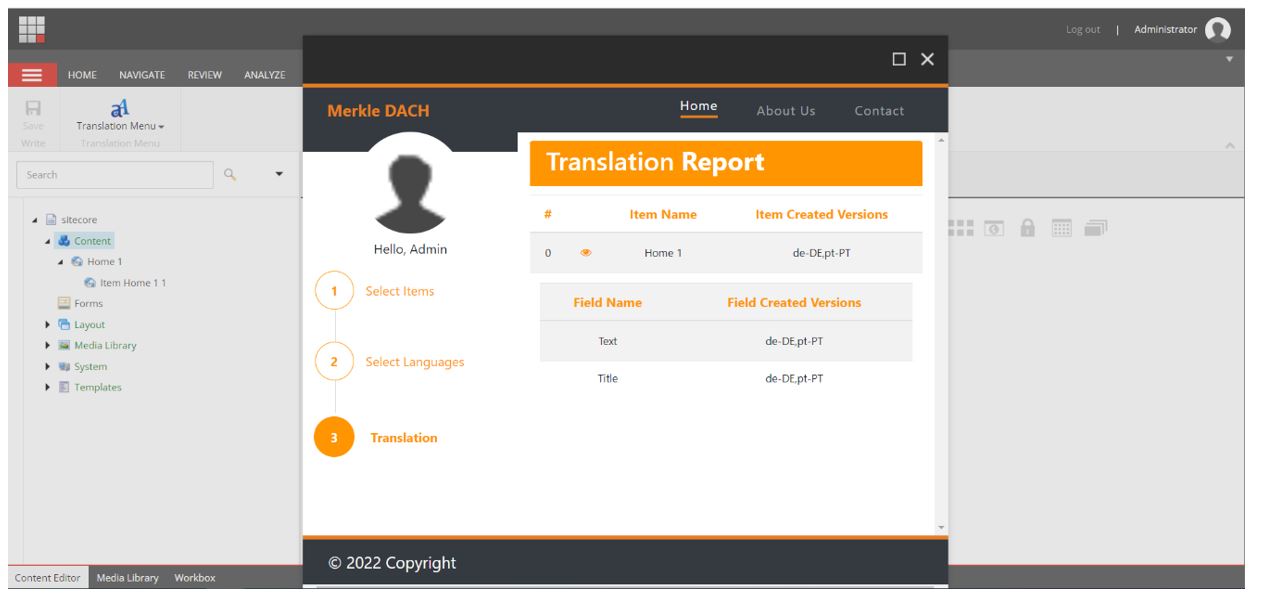 Log out | Administrator
HOME NAVIGATE REVIEW ANALYZE
Save
Write
Translation Menu
Translation Menu
Search
sitecore
Content
Home 1
Item Home 1 1
Forms
Layout
Media Library
System
Templates
Merkle DACH
Home About Us Contact
Hello, Admin
1 Select Items
2 Select Languages
3 Translation
Translation Report
# Item Name Item Created Versions
0 Home 1 de-DE,pt-PT
Field Name Field Created Versions
Text de-DE,pt-PT
Title de-DE,pt-PT
© 2022 Copyright
Content Editor Media Library Workbox